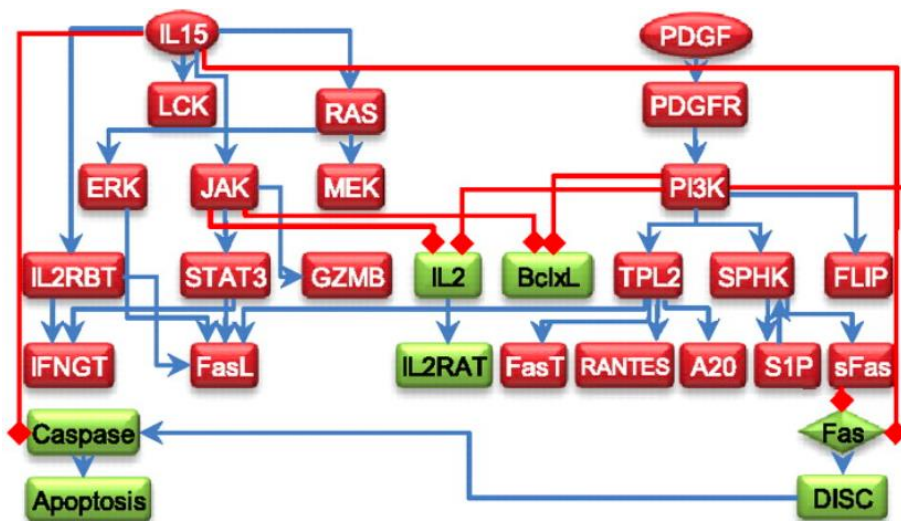 IL15
PDGF
LCK
RAS
PDGFR
ERK
JAK
MEK
PI3K
IL2RBT
STAT3
GZMB
IL2
BclxL
TPL2
SPHK
FLIP
IFNGT
FasL
IL2RAT
FasT
RANTES
A20
S1P
sFas
Caspase
Fas
Apoptosis
DISC